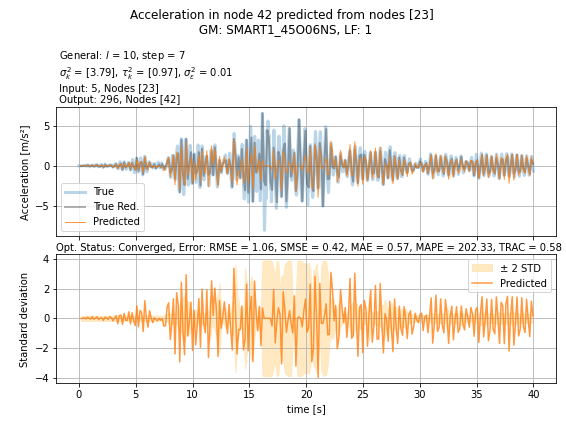 Acceleration in node 42 predicted from nodes [23]
GM: SMART1_45O06NS, LF: 1
General: l = 10, step = 7
σ²ₖ = [3.79], τ²ₖ = [0.97], σ²ε = 0.01
Input: 5, Nodes [23]
Output: 296, Nodes [42]
Acceleration [m/s²]
5
0
−5
True
True Red.
Predicted
Opt. Status: Converged, Error: RMSE = 1.06, SMSE = 0.42, MAE = 0.57, MAPE = 202.33, TRAC = 0.58
Standard deviation
4
2
0
−2
−4
± 2 STD
Predicted
0 5 10 15 20 25 30 35 40
time [s]